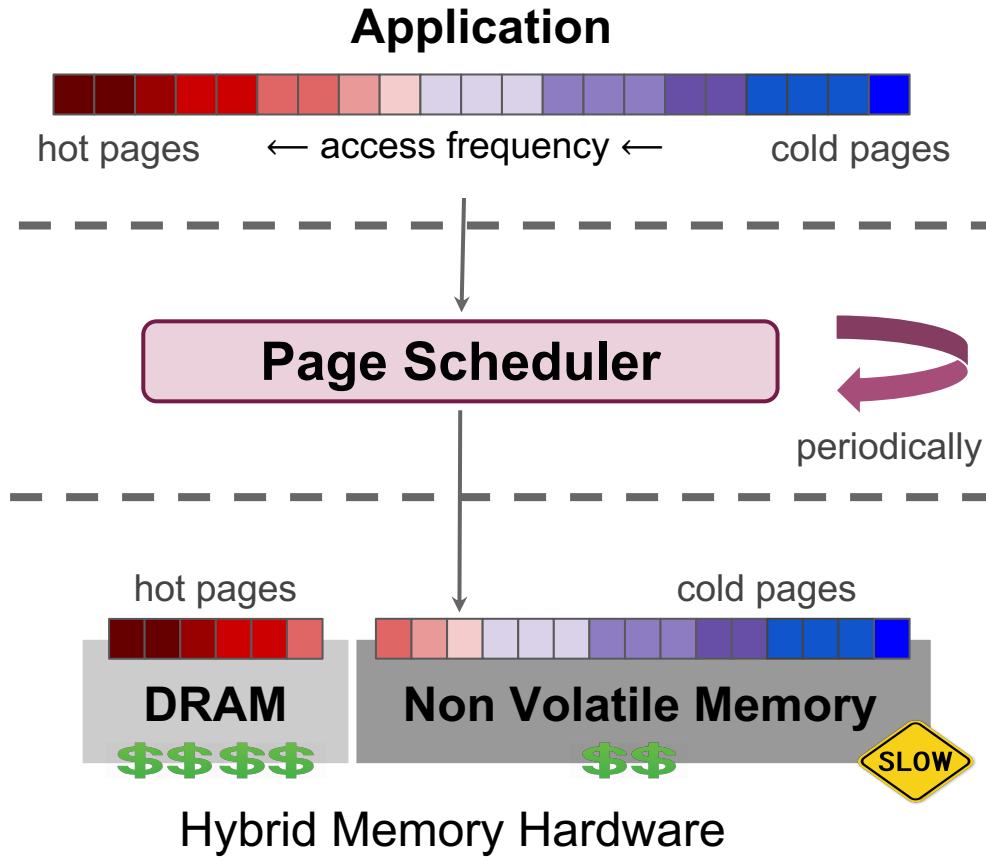 Application
hot pages
← access frequency ←
cold pages
Page Scheduler
periodically
hot pages
cold pages
DRAM
Non Volatile Memory
$$$$
$$
SLOW
Hybrid Memory Hardware